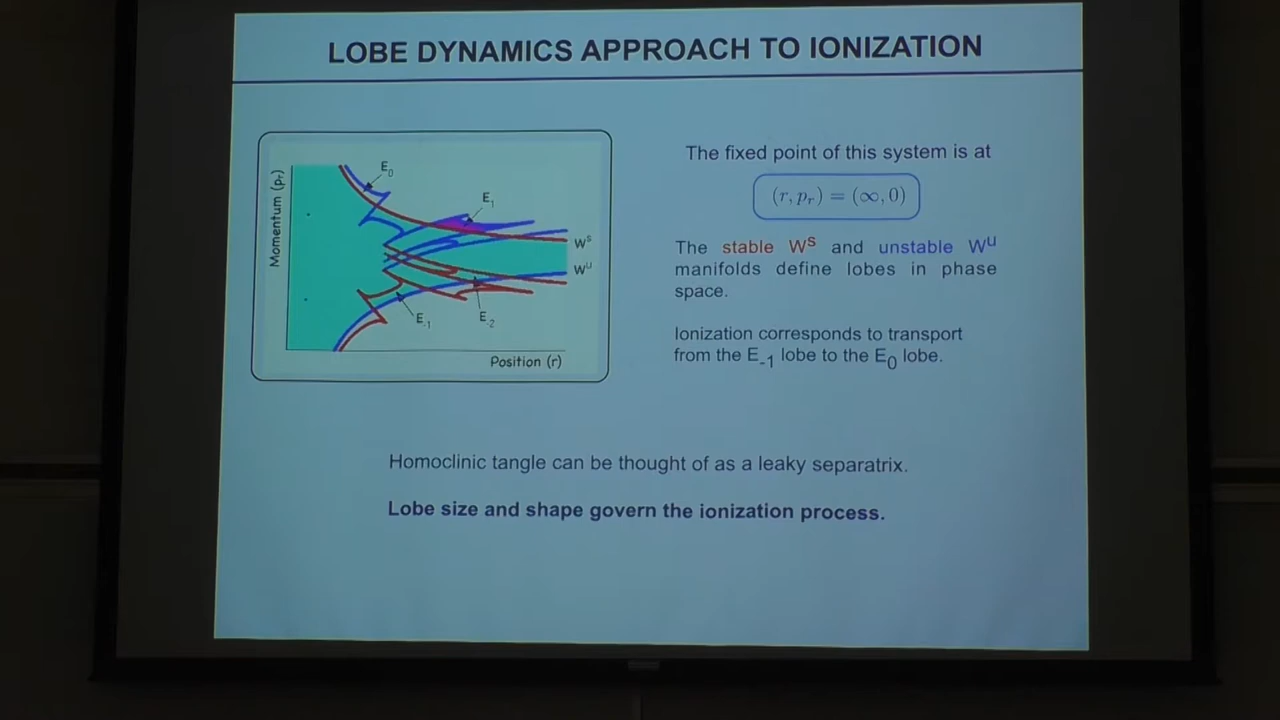 LOBE DYNAMICS APPROACH TO IONIZATION
Momentum (pᵣ)
E₀
E₁
Wˢ
Wᵘ
E₋₁
E₋₂
Position (r)
The fixed point of this system is at
(r, pᵣ) = (∞, 0)
The stable Wˢ and unstable Wᵘ
manifolds define lobes in phase
space.
Ionization corresponds to transport
from the E₋₁ lobe to the E₀ lobe.
Homoclinic tangle can be thought of as a leaky separatrix.
Lobe size and shape govern the ionization process.